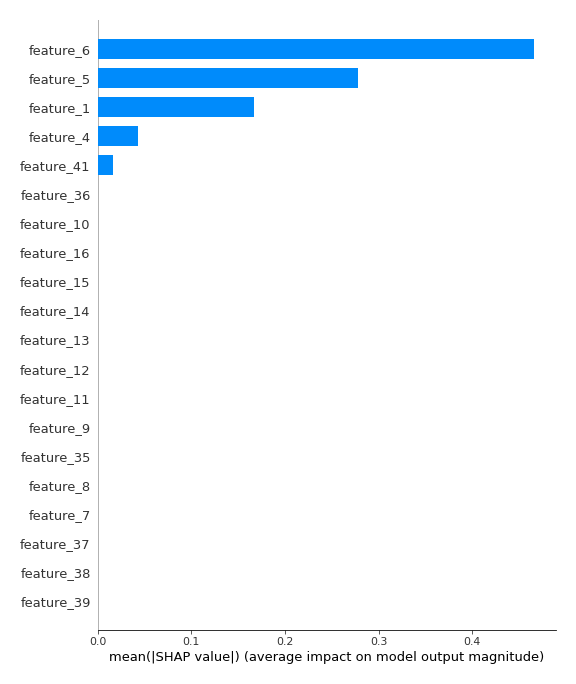 feature_6
feature_5
feature_1
feature_4
feature_41
feature_36
feature_10
feature_16
feature_15
feature_14
feature_13
feature_12
feature_11
feature_9
feature_35
feature_8
feature_7
feature_37
feature_38
feature_39
0.0 0.1 0.2 0.3 0.4
mean(|SHAP value|) (average impact on model output magnitude)